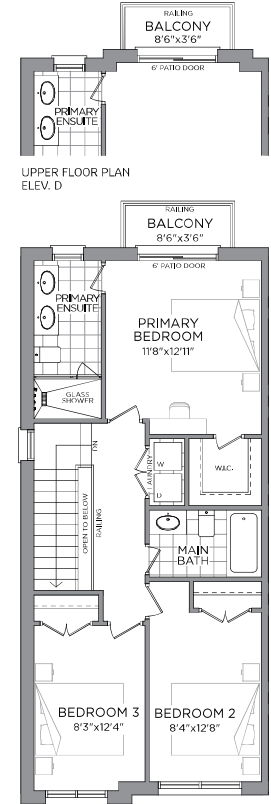 RAILING
BALCONY
8'6"x3'6"
6' PATIO DOOR
PRIMARY
ENSUITE
UPPER FLOOR PLAN
ELEV. D
RAILING
BALCONY
8'6"x3'6"
6' PATIO DOOR
PRIMARY
ENSUITE
PRIMARY
BEDROOM
11'8"x12'11"
GLASS
SHOWER
DN
LAUNDRY
W
D
W.I.C.
OPEN TO BELOW
RAILING
MAIN
BATH
BEDROOM 3
8'3"x12'4"
BEDROOM 2
8'4"x12'8"